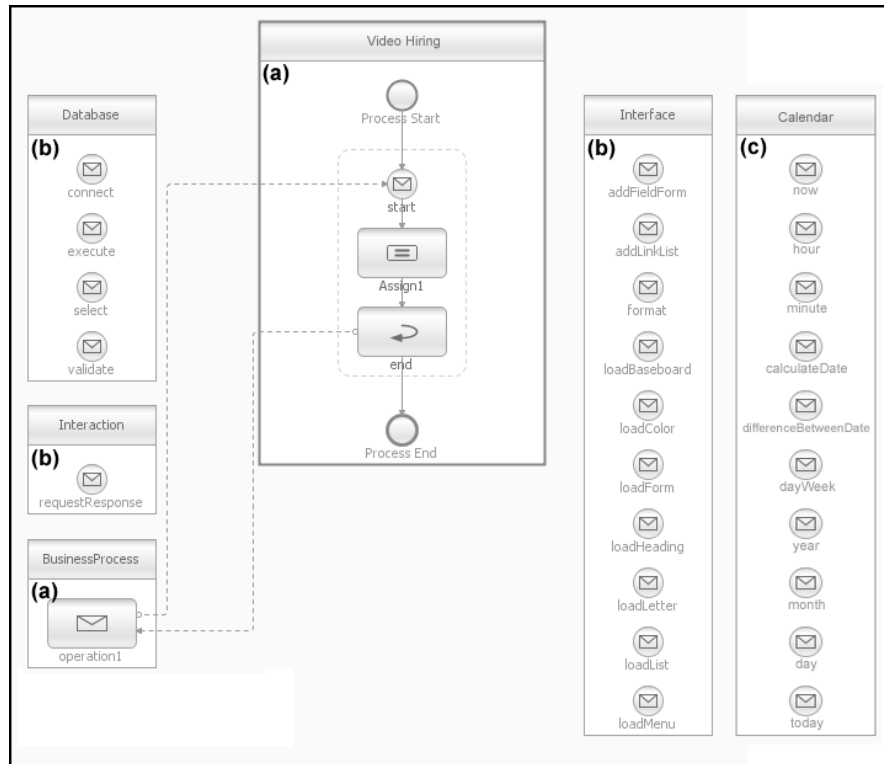 Video Hiring
(a)
Process Start
start
Assign1
end
Process End
Database
(b)
connect
execute
select
validate
Interaction
(b)
requestResponse
BusinessProcess
(a)
operation1
Interface
(b)
addFieldForm
addLinkList
format
loadBaseboard
loadColor
loadForm
loadHeading
loadLetter
loadList
loadMenu
Calendar
(c)
now
hour
minute
calculateDate
differenceBetweenDate
dayWeek
year
month
day
today